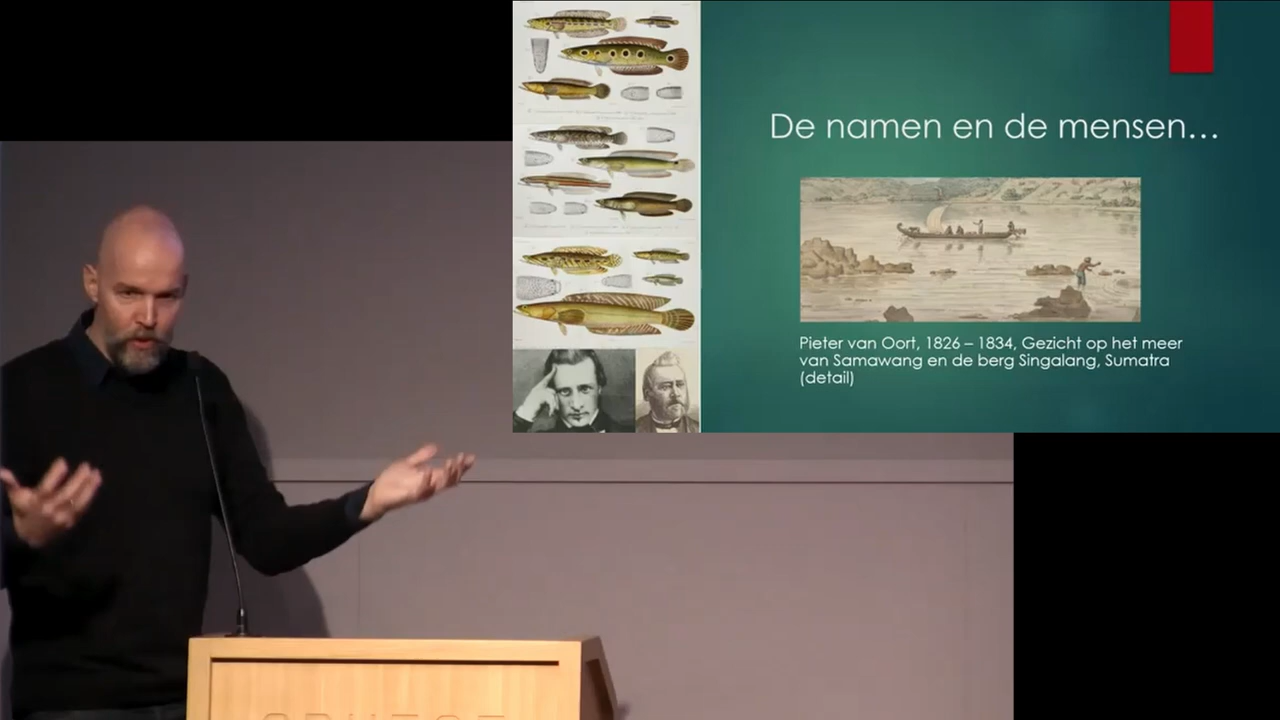 De namen en de mensen...
Pieter van Oort, 1826 – 1834, Gezicht op het meer
van Samawang en de berg Singalang, Sumatra
(detail)